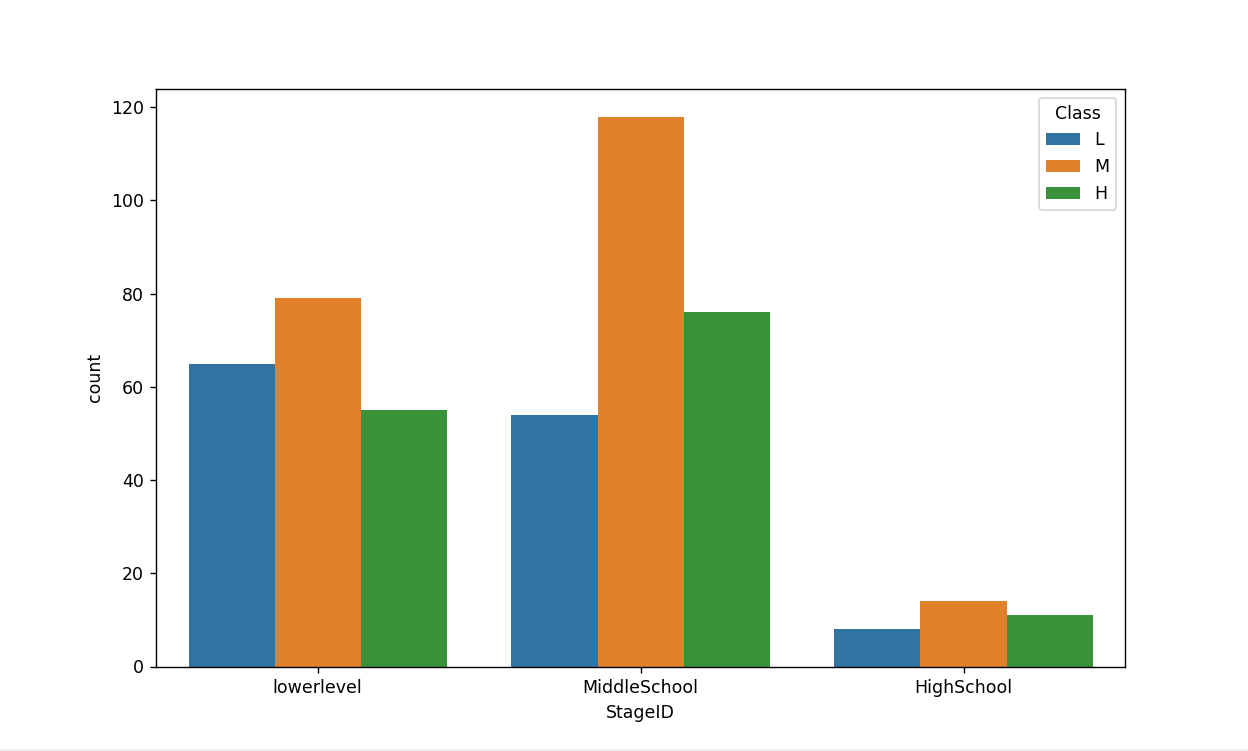 Class
L
M
H
120
100
80
60
40
20
0
count
lowerlevel
MiddleSchool
HighSchool
StageID